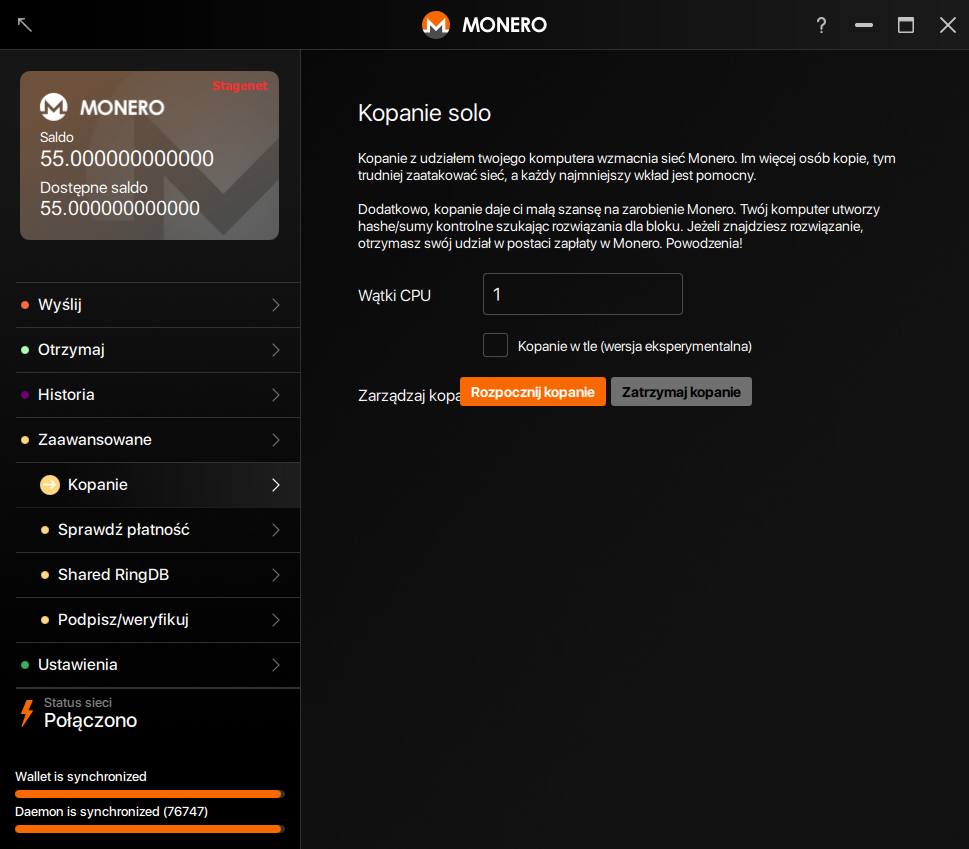 MONERO
?
Stagenet
MONERO
Saldo
55.000000000000
Dostępne saldo
55.000000000000
Wyślij
Otrzymaj
Historia
Zaawansowane
Kopanie
Sprawdź płatność
Shared RingDB
Podpisz/weryfikuj
Ustawienia
Status sieci
Połączono
Wallet is synchronized
Daemon is synchronized (76747)
Kopanie solo
Kopanie z udziałem twojego komputera wzmacnia sieć Monero. Im więcej osób kopie, tym
trudniej zaatakować sieć, a każdy najmniejszy wkład jest pomocny.
Dodatkowo, kopanie daje ci małą szansę na zarobienie Monero. Twój komputer utworzy
hashe/sumy kontrolne szukając rozwiązania dla bloku. Jeżeli znajdziesz rozwiązanie,
otrzymasz swój udział w postaci zapłaty w Monero. Powodzenia!
Wątki CPU
1
Kopanie w tle (wersja eksperymentalna)
Zarządzaj kopa
Rozpocznij kopanie
Zatrzymaj kopanie